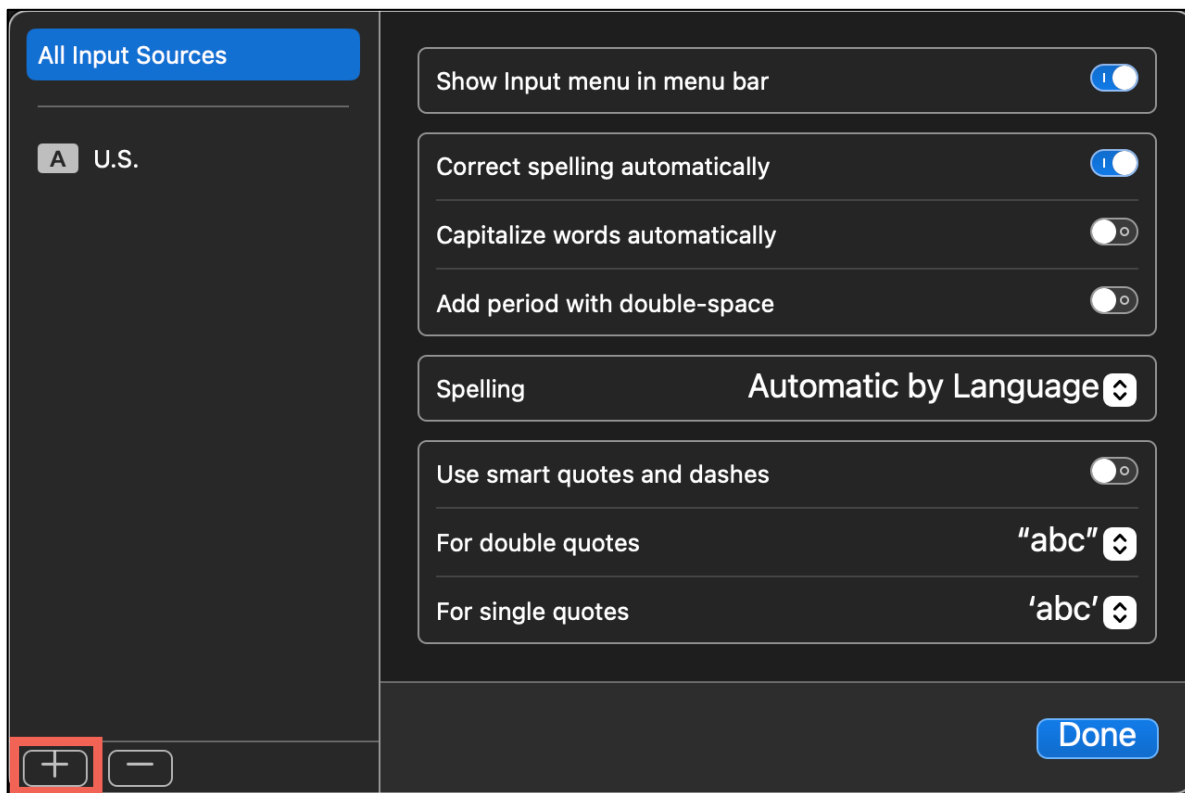 All Input Sources
A U.S.
Show Input menu in menu bar
Correct spelling automatically
Capitalize words automatically
Add period with double-space
Spelling Automatic by Language
Use smart quotes and dashes
For double quotes “abc”
For single quotes ‘abc’
Done